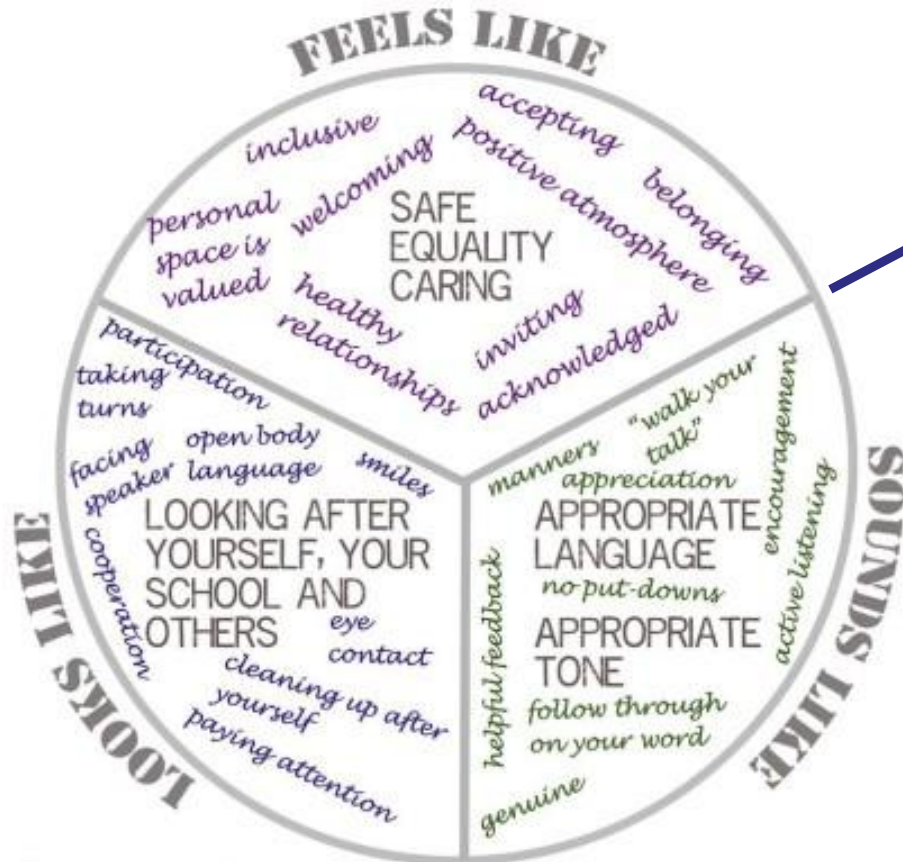 FEELS LIKE
inclusive
accepting
positive atmosphere
belonging
welcoming
personal
space is
valued
SAFE
EQUALITY
CARING
healthy
relationships
inviting
acknowledged
LOOKS LIKE
participation
taking
turns
open body
language
smiles
facing
speaker
LOOKING AFTER
YOURSELF, YOUR
SCHOOL AND
OTHERS
cooperation
eye
contact
cleaning up after
yourself
paying attention
SOUNDS LIKE
manners
"walk your
talk"
encouragement
appreciation
APPROPRIATE
LANGUAGE
no put-downs
active listening
helpful feedback
APPROPRIATE
TONE
follow through
on your word
genuine